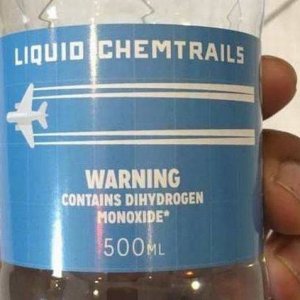 LIQUID CHEMTRAILS
WARNING
CONTAINS DIHYDROGEN
MONOXIDE*
500ML